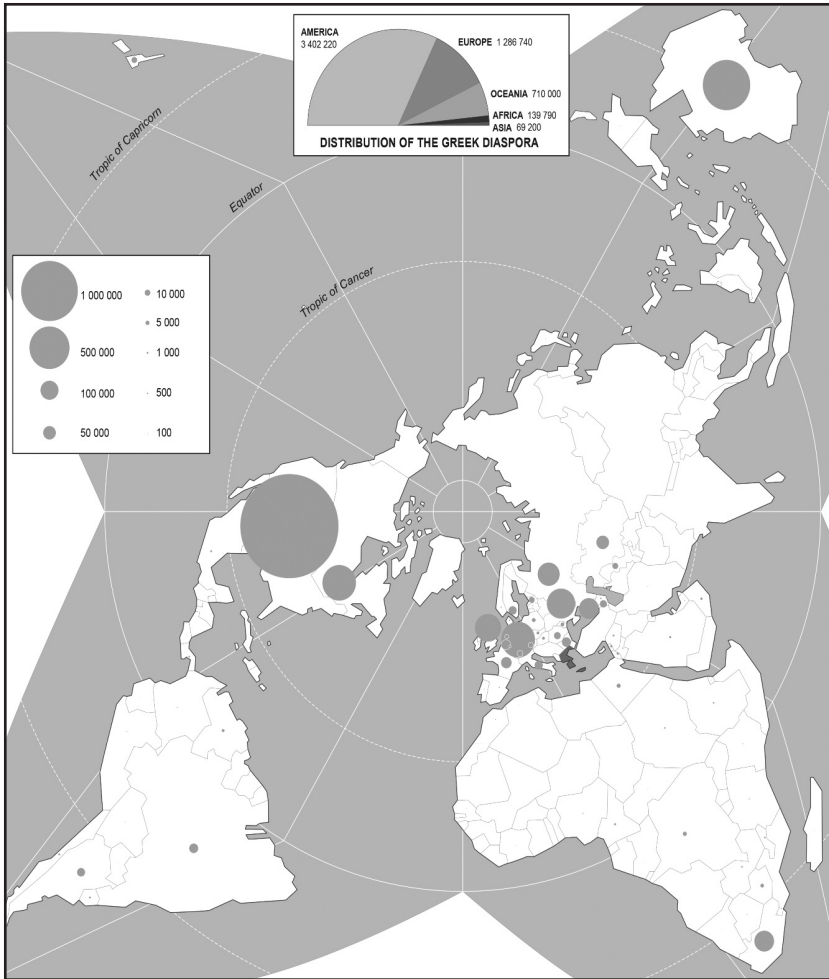 AMERICA
3 402 220
EUROPE 1 286 740
OCEANIA 710 000
AFRICA 139 790
ASIA 69 200
DISTRIBUTION OF THE GREEK DIASPORA
Tropic of Capricorn
Equator
Tropic of Cancer
1 000 000
500 000
100 000
50 000
10 000
5 000
1 000
500
100